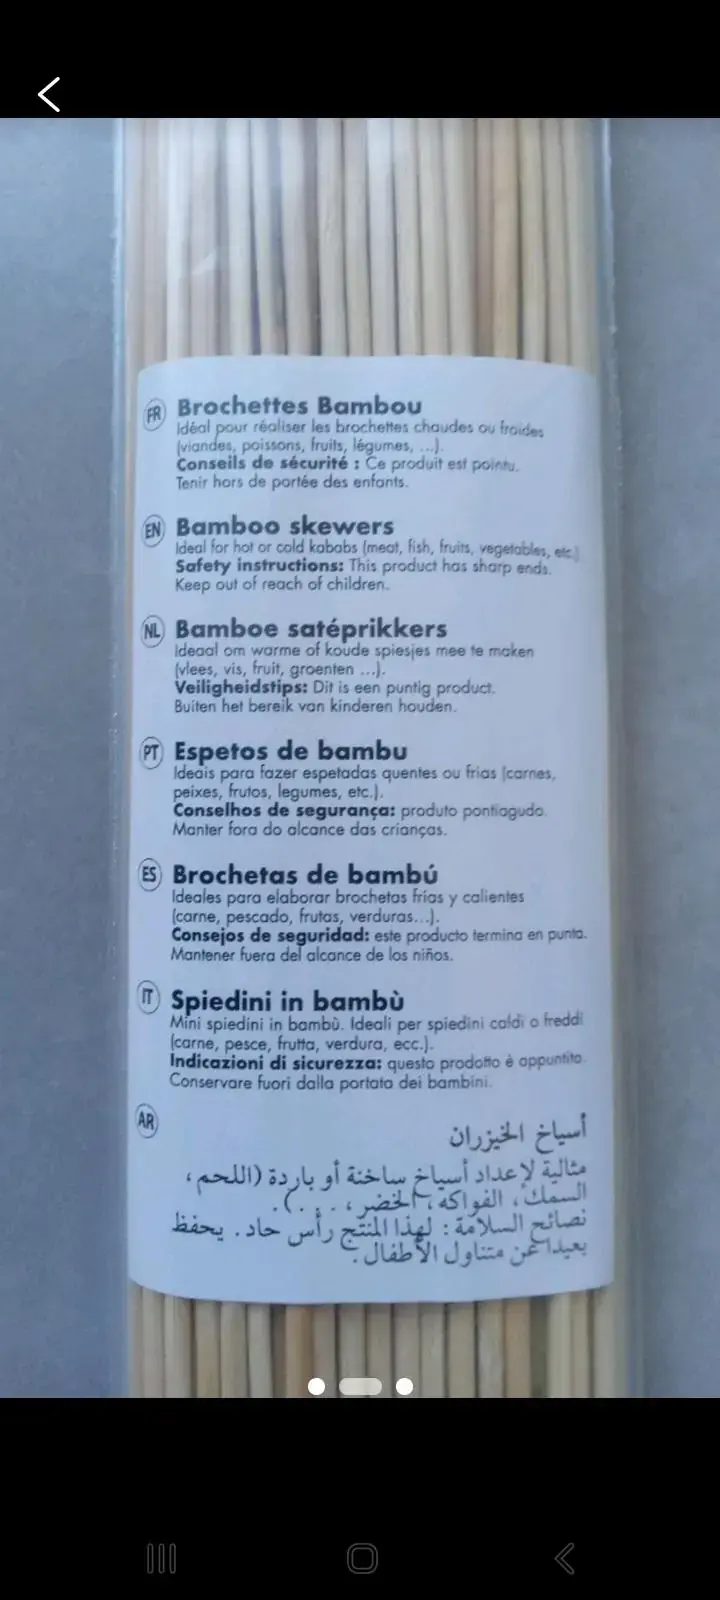 FR Brochettes Bambou
Idéal pour réaliser les brochettes chaudes ou froides
(viandes, poissons, fruits, légumes, ...).
Conseils de sécurité : Ce produit est pointu.
Tenir hors de portée des enfants.
EN Bamboo skewers
Ideal for hot or cold kababs (meat, fish, fruits, vegetables, etc.)
Safety instructions: This product has sharp ends.
Keep out of reach of children.
NL Bamboe satéprikkers
Ideaal om warme of koude spiesjes mee te maken
(vlees, vis, fruit, groenten ...).
Veiligheidstips: Dit is een puntig product.
Buiten het bereik van kinderen houden.
PT Espetos de bambu
Ideais para fazer espetadas quentes ou frias (carnes,
peixes, frutos, legumes, etc.).
Conselhos de segurança: produto pontiagudo.
Manter fora do alcance das crianças.
ES Brochetas de bambú
Ideales para elaborar brochetas frías y calientes
(carne, pescado, frutas, verduras...).
Consejos de seguridad: este producto termina en punta.
Mantener fuera del alcance de los niños.
IT Spiedini in bambù
Mini spiedini in bambù. Ideali per spiedini caldi o freddi
(carne, pesce, frutta, verdura, ecc.).
Indicazioni di sicurezza: questo prodotto è appuntito.
Conservare fuori dalla portata dei bambini.
AR
أسياخ الخيزران
مثالية لإعداد أسياخ ساخنة أو باردة (اللحم،
السمك، الفواكه، الخضر، ....).
نصائح السلامة: لهذا المنتج رأس حاد. يحفظ
بعيدا عن متناول الأطفال.